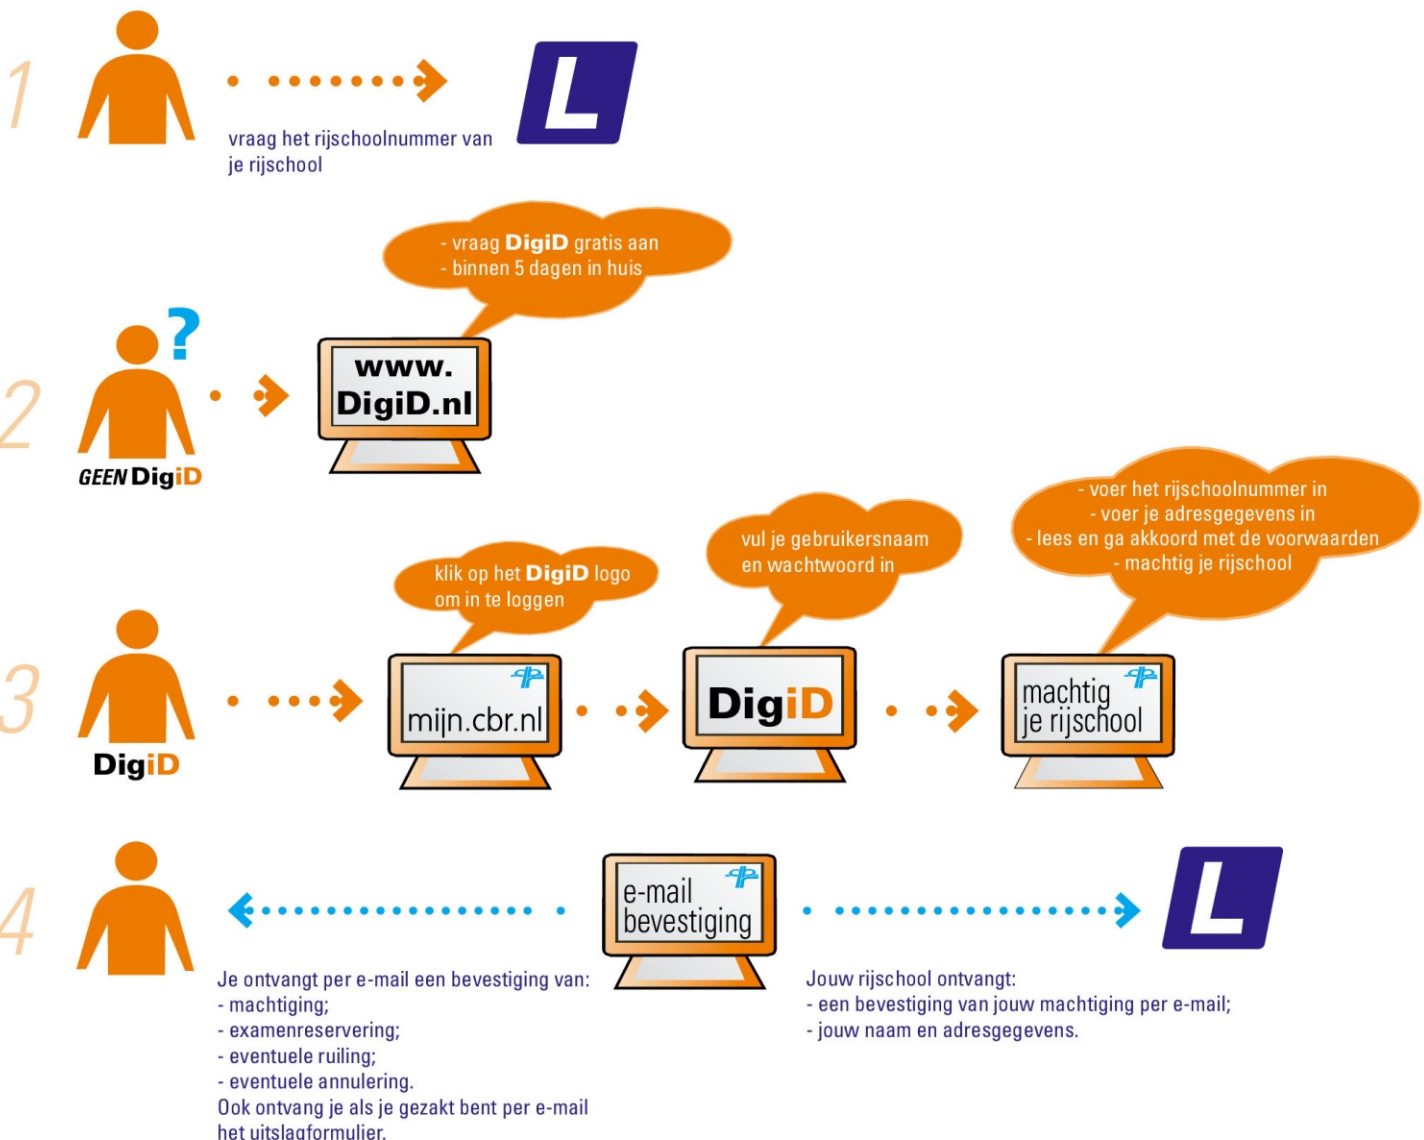 1
L
vraag het rijschoolnummer van
je rijschool
- vraag DigiD gratis aan
- binnen 5 dagen in huis
?
www.
DigiD.nl
2
GEEN DigiD
- voer het rijschoolnummer in
- voer je adresgegevens in
- lees en ga akkoord met de voorwaarden
- machtig je rijschool
vul je gebruikersnaam
en wachtwoord in
klik op het DigiD logo
om in te loggen
3
DigiD
mijn.cbr.nl
DigiD
machtig
je rijschool
4
e-mail
bevestiging
L
Je ontvangt per e-mail een bevestiging van:
- machtiging;
- examenreservering;
- eventuele ruiling;
- eventuele annulering.
Ook ontvang je als je gezakt bent per e-mail
het uitslagformulier.
Jouw rijschool ontvangt:
- een bevestiging van jouw machtiging per e-mail;
- jouw naam en adresgegevens.